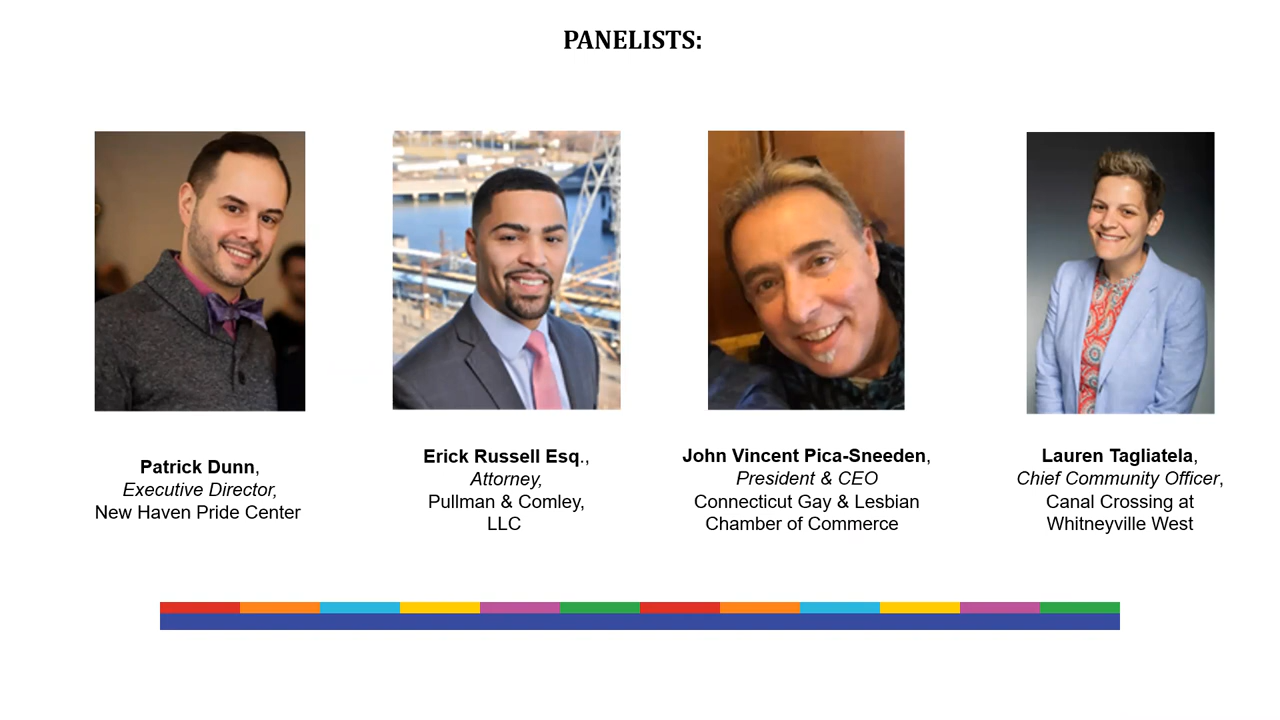 PANELISTS:
Patrick Dunn,
Executive Director,
New Haven Pride Center
Erick Russell Esq.,
Attorney,
Pullman & Comley,
LLC
John Vincent Pica-Sneeden,
President & CEO
Connecticut Gay & Lesbian
Chamber of Commerce
Lauren Tagliatela,
Chief Community Officer,
Canal Crossing at
Whitneyville West